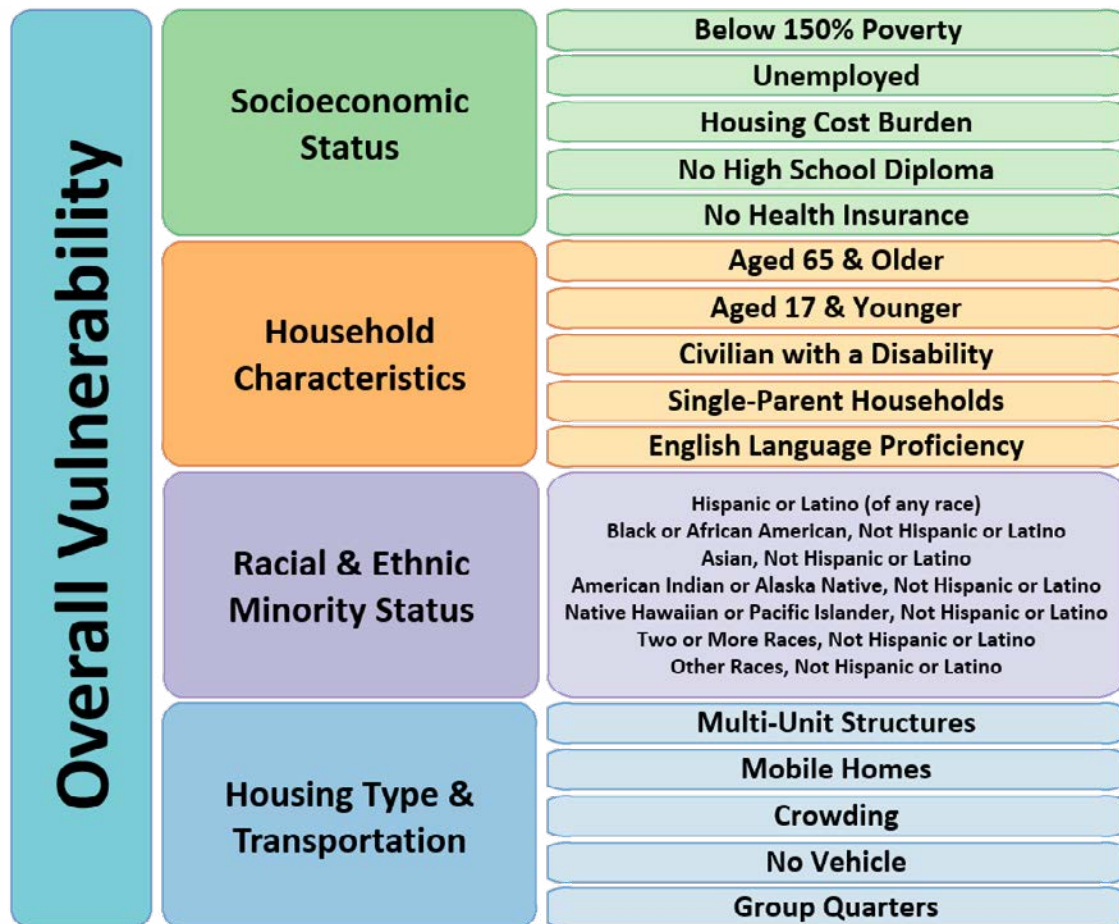 Overall Vulnerability
Socioeconomic
Status
Below 150% Poverty
Unemployed
Housing Cost Burden
No High School Diploma
No Health Insurance
Household
Characteristics
Aged 65 & Older
Aged 17 & Younger
Civilian with a Disability
Single-Parent Households
English Language Proficiency
Racial & Ethnic
Minority Status
Hispanic or Latino (of any race)
Black or African American, Not Hispanic or Latino
Asian, Not Hispanic or Latino
American Indian or Alaska Native, Not Hispanic or Latino
Native Hawaiian or Pacific Islander, Not Hispanic or Latino
Two or More Races, Not Hispanic or Latino
Other Races, Not Hispanic or Latino
Housing Type &
Transportation
Multi-Unit Structures
Mobile Homes
Crowding
No Vehicle
Group Quarters